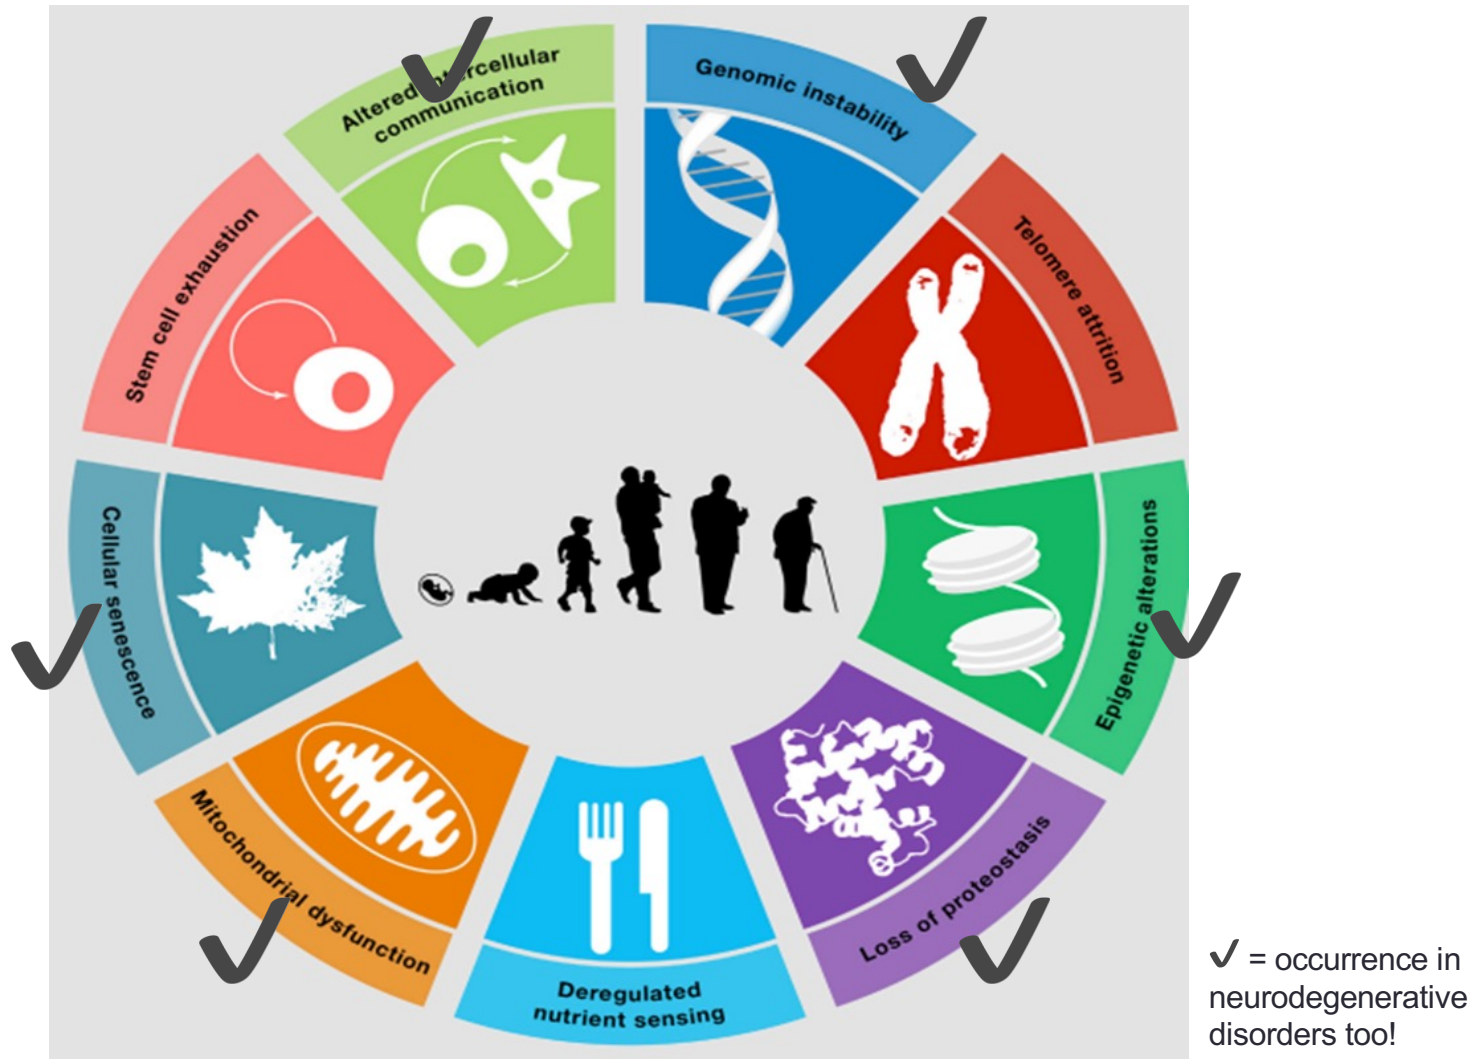 Altered intercellular
communication
Genomic instability
Telomere attrition
Epigenetic alterations
Loss of proteostasis
Deregulated
nutrient sensing
Mitochondrial dysfunction
Cellular senescence
Stem cell exhaustion
✓ = occurrence in
neurodegenerative
disorders too!